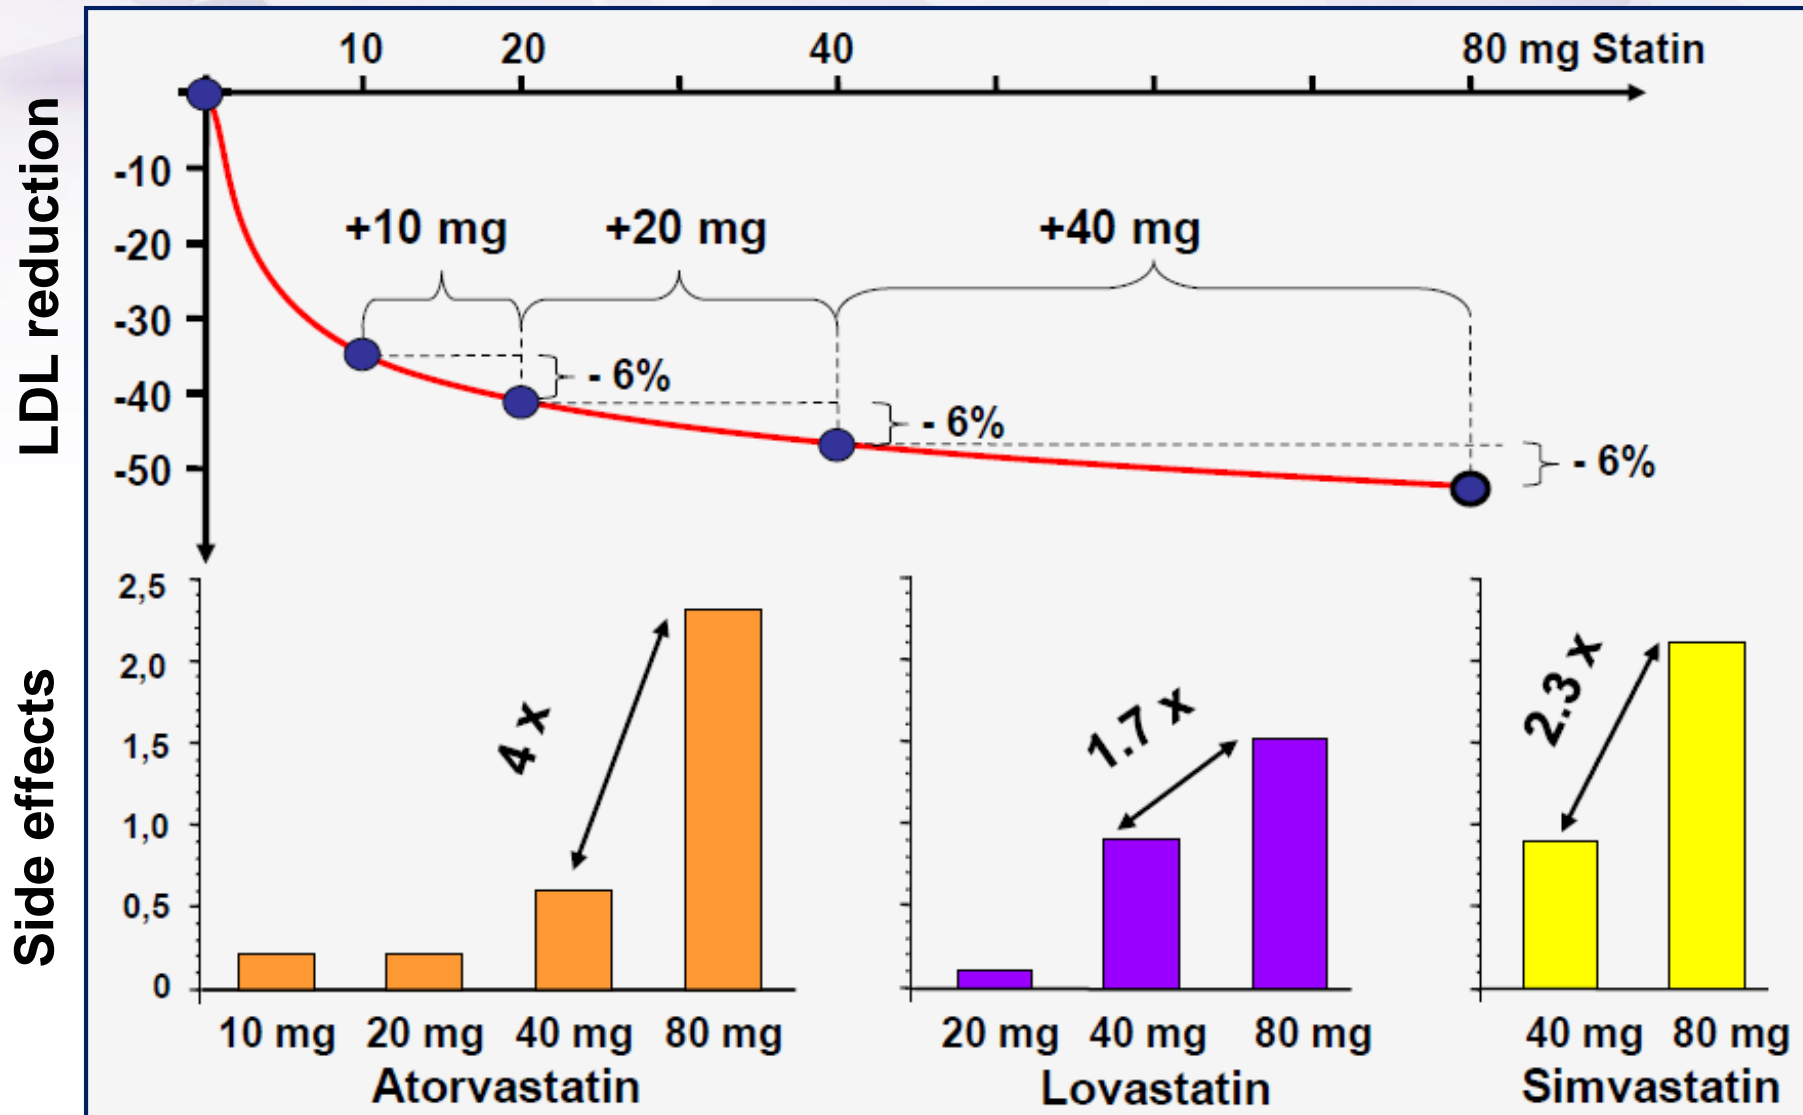 LDL reduction
10 20 40 80 mg Statin
-10
-20
-30
-40
-50
+10 mg +20 mg +40 mg
- 6%
- 6%
- 6%
Side effects
2,5
2,0
1,5
1,0
0,5
0
4 x
10 mg 20 mg 40 mg 80 mg
Atorvastatin
1.7 x
20 mg 40 mg 80 mg
Lovastatin
2.3 x
40 mg 80 mg
Simvastatin